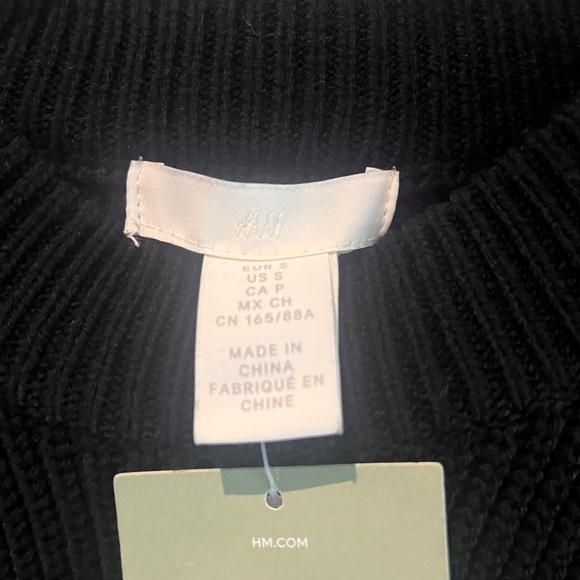 H&M
EUR S
US S
CA P
MX CH
CN 165/88A
MADE IN
CHINA
FABRIQUÉ EN
CHINE
HM.COM